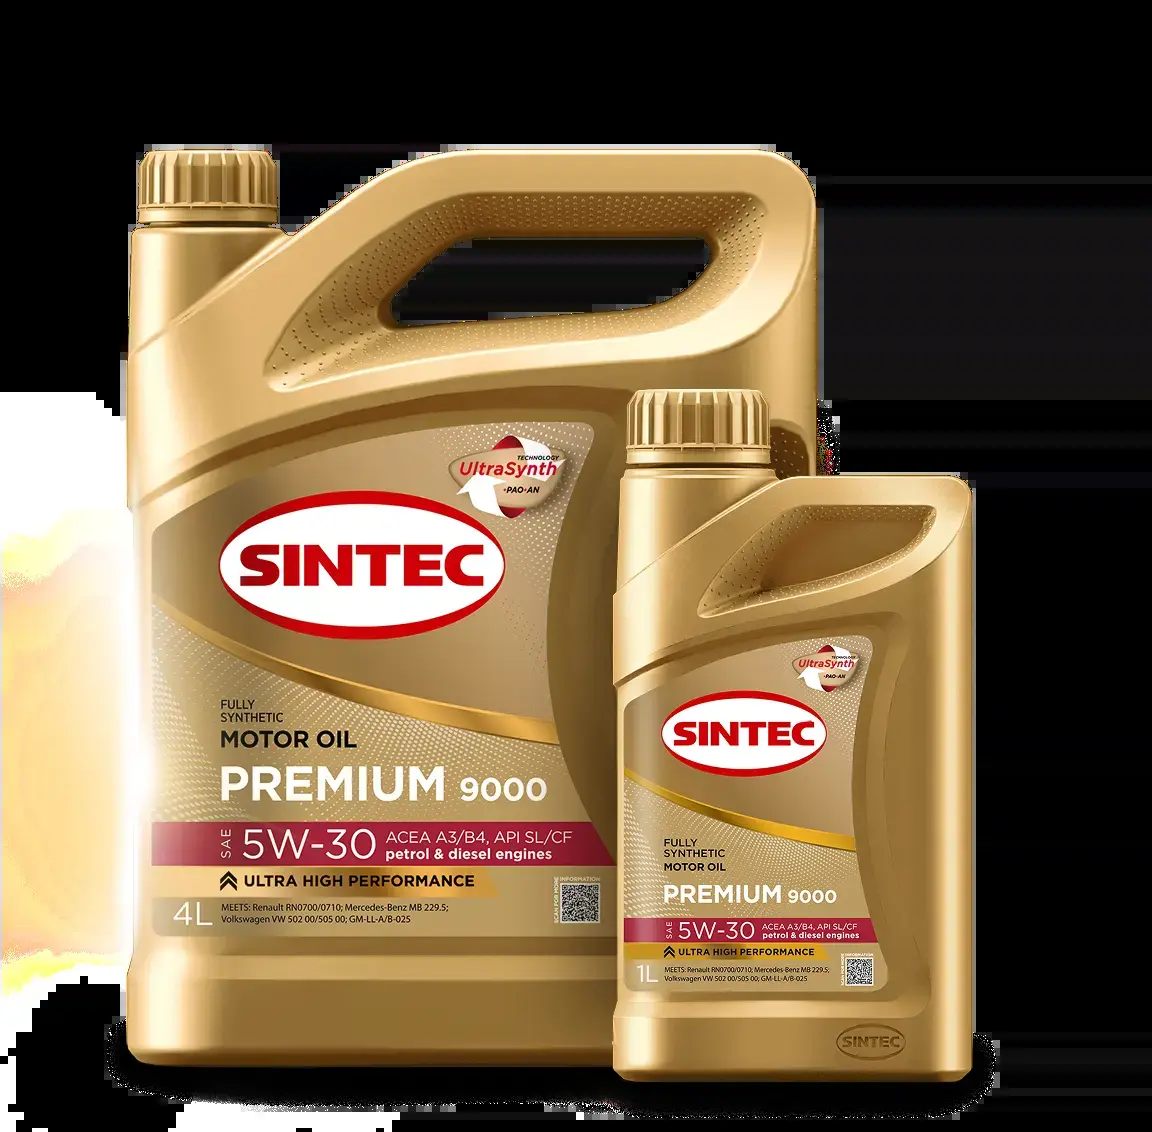 TECHNOLOGY
UltraSynth
•PAO•AN
SINTEC
FULLY
SYNTHETIC
MOTOR OIL
PREMIUM 9000
SAE 5W-30 ACEA A3/B4, API SL/CF
petrol & diesel engines
ULTRA HIGH PERFORMANCE
SCAN FOR MORE INFORMATION
4L MEETS: Renault RN0700/0710; Mercedes-Benz MB 229.5;
Volkswagen VW 502 00/505 00; GM-LL-A/B-025
TECHNOLOGY
UltraSynth
•PAO•AN
SINTEC
FULLY
SYNTHETIC
MOTOR OIL
PREMIUM 9000
SAE 5W-30 ACEA A3/B4, API SL/CF
petrol & diesel engines
ULTRA HIGH PERFORMANCE
1L MEETS: Renault RN0700/0710; Mercedes-Benz MB 229.5;
Volkswagen VW 502 00/505 00; GM-LL-A/B-025
SINTEC